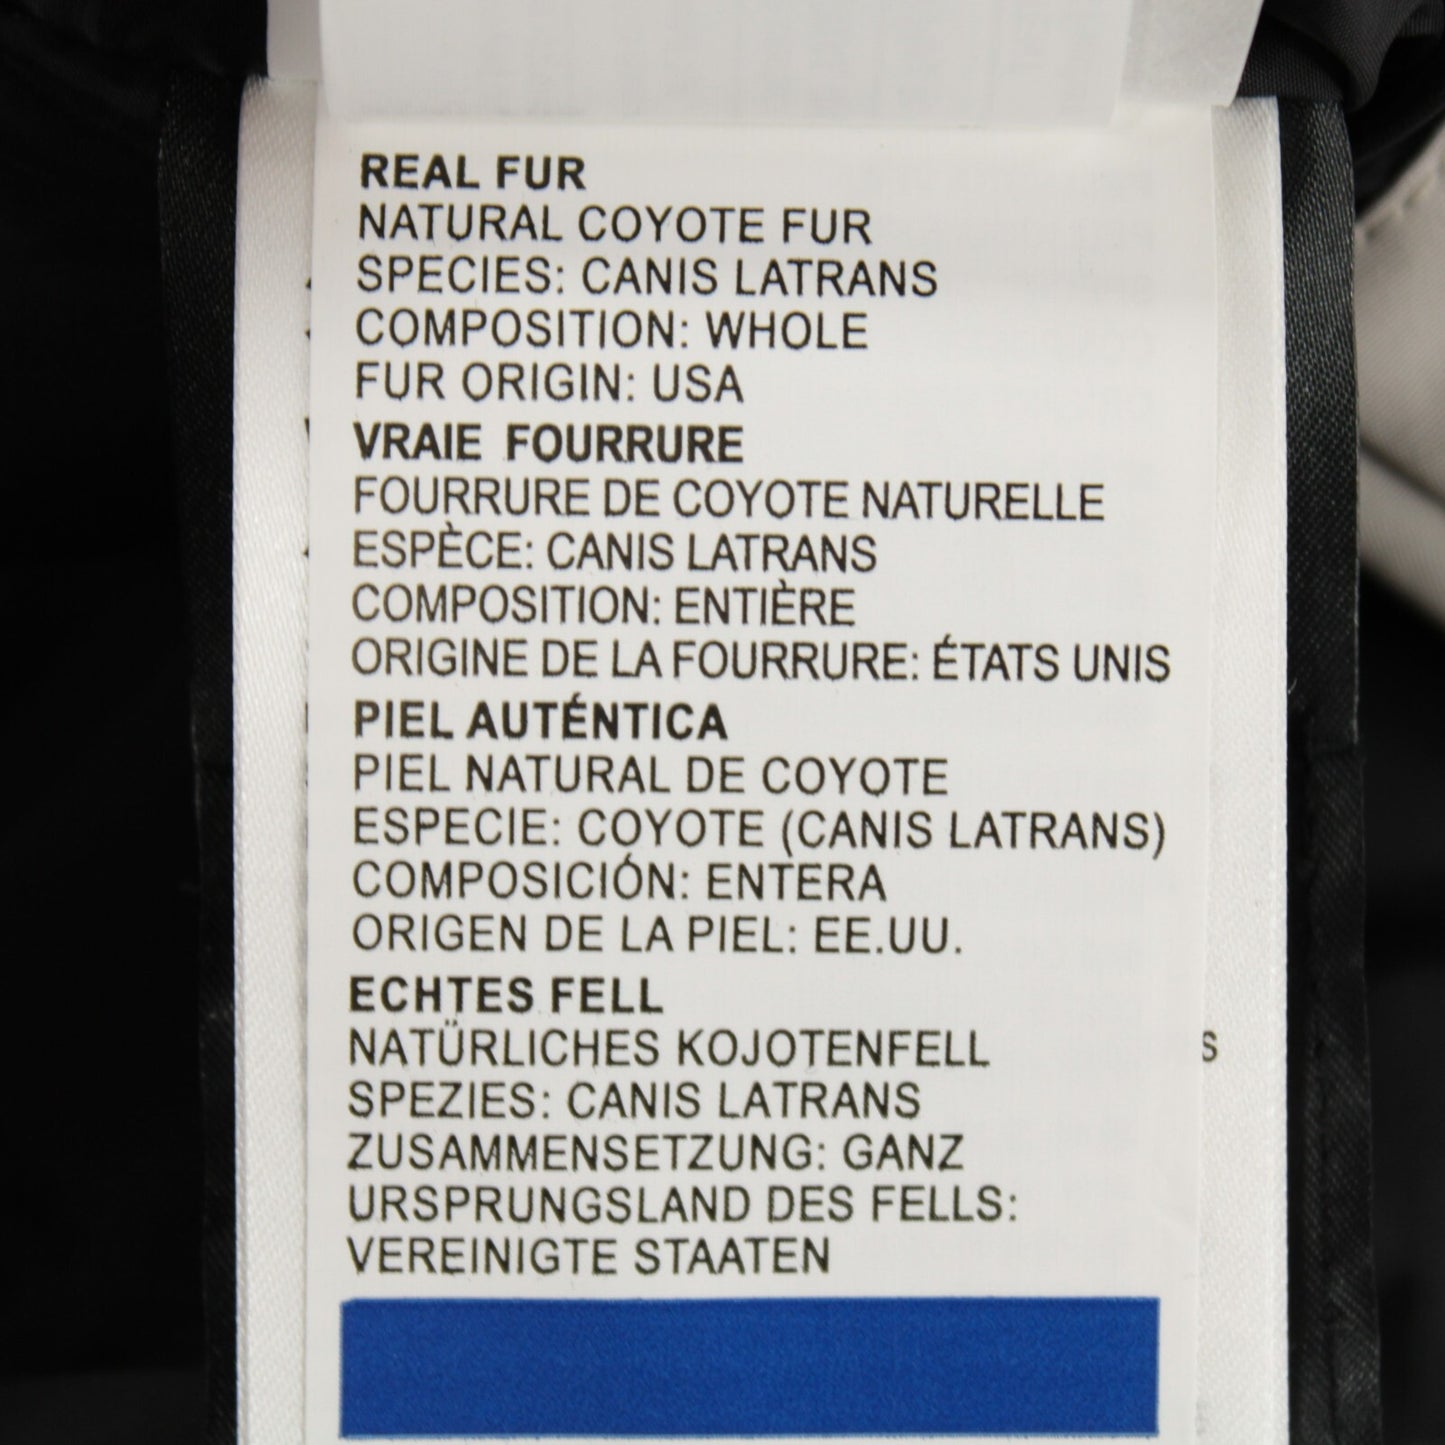 REAL FUR
NATURAL COYOTE FUR
SPECIES: CANIS LATRANS
COMPOSITION: WHOLE
FUR ORIGIN: USA
VRAIE FOURRURE
FOURRURE DE COYOTE NATURELLE
ESPÈCE: CANIS LATRANS
COMPOSITION: ENTIÈRE
ORIGINE DE LA FOURRURE: ÉTATS UNIS
PIEL AUTÉNTICA
PIEL NATURAL DE COYOTE
ESPECIE: COYOTE (CANIS LATRANS)
COMPOSICIÓN: ENTERA
ORIGEN DE LA PIEL: EE.UU.
ECHTES FELL
NATÜRLICHES KOJOTENFELL
SPEZIES: CANIS LATRANS
ZUSAMMENSETZUNG: GANZ
URSPRUNGSLAND DES FELLS:
VEREINIGTE STAATEN